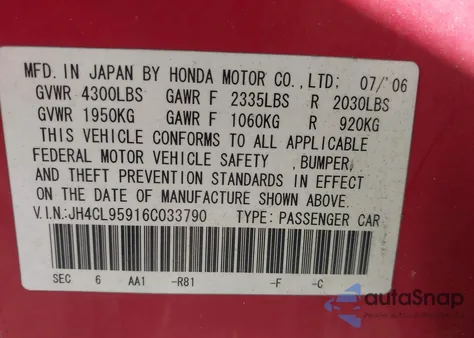 MFD. IN JAPAN BY HONDA MOTOR CO., LTD: 07/'06
GVWR 4300LBS GAWR F 2335LBS R 2030LBS
GVWR 1950KG GAWR F 1060KG R 920KG
THIS VEHICLE CONFORMS TO ALL APPLICABLE
FEDERAL MOTOR VEHICLE SAFETY ,BUMPER,
AND THEFT PREVENTION STANDARDS IN EFFECT
ON THE DATE OF MANUFACTURE SHOWN ABOVE.
V.I.N:JH4CL95916C033790 TYPE: PASSENGER CAR
SEC 6 AA1 -R81 -F -C
autoSnap